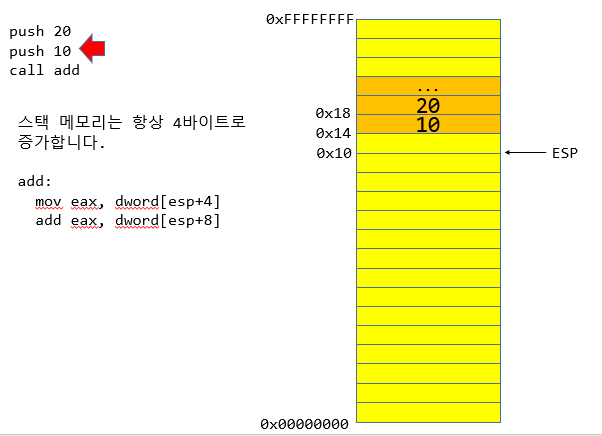 push 20
push 10
call add
스택 메모리는 항상 4바이트로
증가합니다.
add:
mov eax, dword[esp+4]
add eax, dword[esp+8]
0xFFFFFFFF
...
20
0x18
10
0x14
0x10
ESP
0x00000000